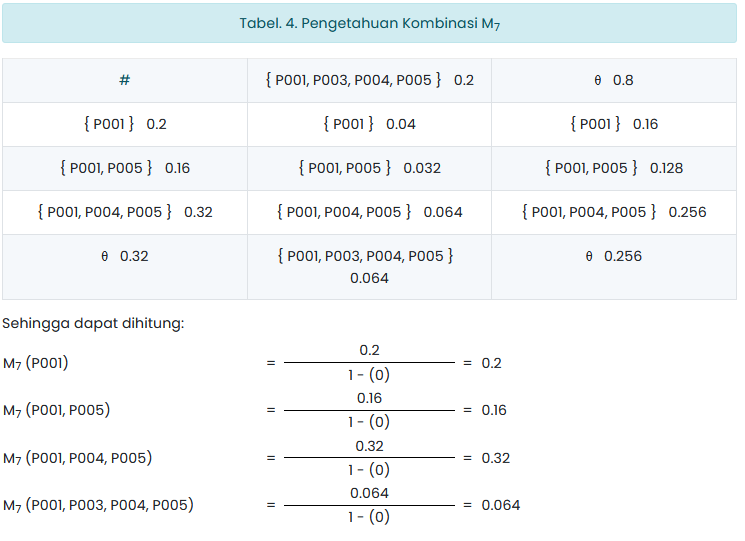 Tabel. 4. Pengetahuan Kombinasi M₇
# { P001, P003, P004, P005 } 0.2 θ 0.8
{ P001 } 0.2 { P001 } 0.04 { P001 } 0.16
{ P001, P005 } 0.16 { P001, P005 } 0.032 { P001, P005 } 0.128
{ P001, P004, P005 } 0.32 { P001, P004, P005 } 0.064 { P001, P004, P005 } 0.256
θ 0.32 { P001, P003, P004, P005 } θ 0.256
0.064
Sehingga dapat dihitung:
0.2
M₇ (P001) = = 0.2
1 - (0)
0.16
M₇ (P001, P005) = = 0.16
1 - (0)
0.32
M₇ (P001, P004, P005) = = 0.32
1 - (0)
0.064
M₇ (P001, P003, P004, P005) = = 0.064
1 - (0)